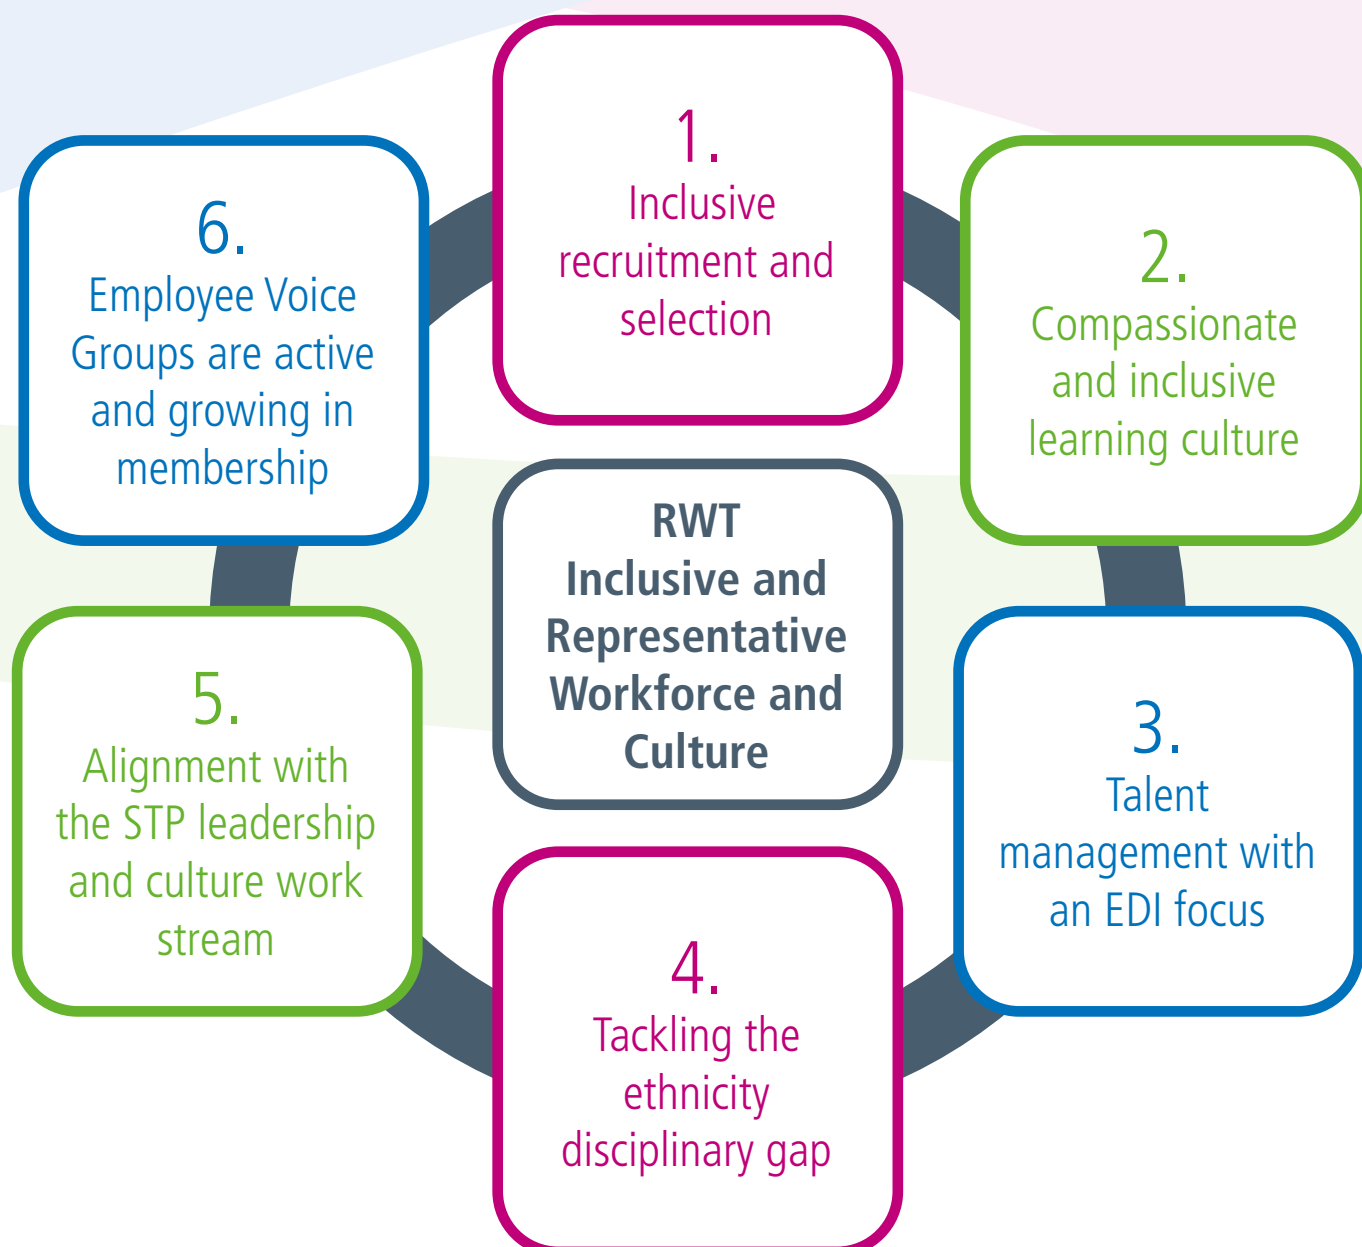 1.
Inclusive
recruitment and
selection
2.
Compassionate
and inclusive
learning culture
3.
Talent
management with
an EDI focus
4.
Tackling the
ethnicity
disciplinary gap
5.
Alignment with
the STP leadership
and culture work
stream
6.
Employee Voice
Groups are active
and growing in
membership
RWT
Inclusive and
Representative
Workforce and
Culture